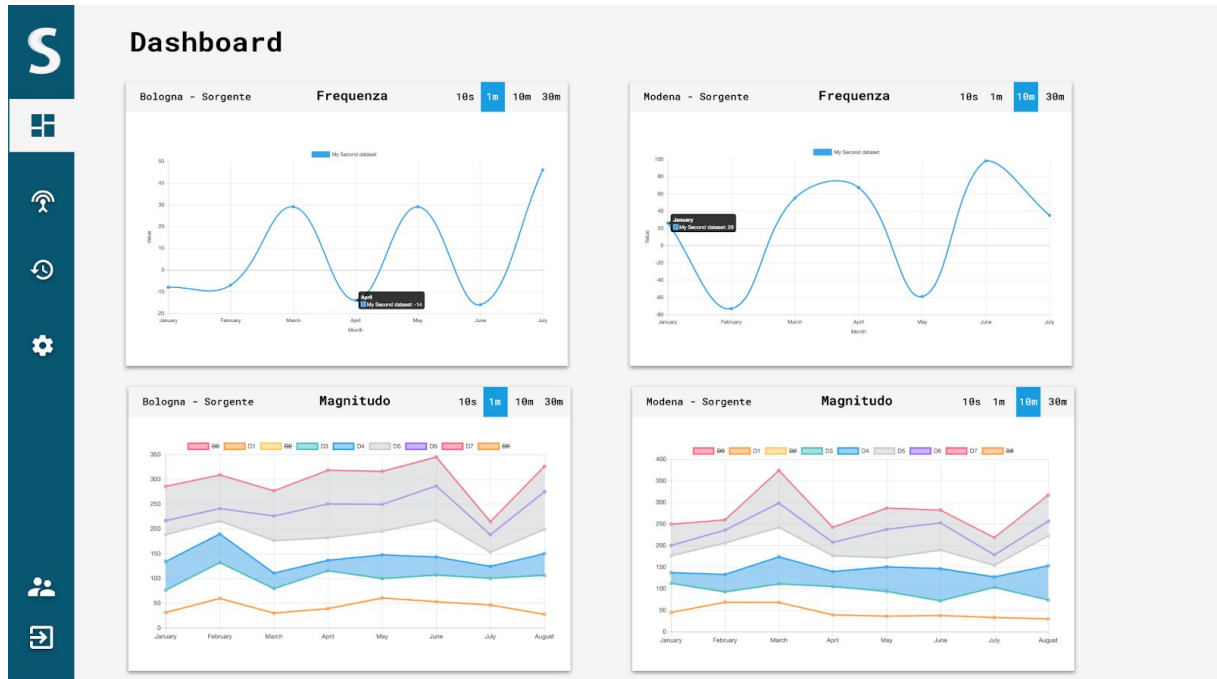 S
Dashboard
Bologna - Sorgente Frequenza 10s 1m 10m 30m
My Second dataset
50
40
30
20
10
0
-10
-20
Value
April
My Second dataset: -14
January February March April May June July
Month
Modena - Sorgente Frequenza 10s 1m 10m 30m
My Second dataset
100
80
60
40
20
0
-20
-40
-60
-80
Value
January
My Second dataset: 26
January February March April May June July
Month
Bologna - Sorgente Magnitudo 10s 1m 10m 30m
D0 D1 D2 D3 D4 D5 D6 D7 D8
350
300
250
200
150
100
50
0
January February March April May June July August
Modena - Sorgente Magnitudo 10s 1m 10m 30m
D0 D1 D2 D3 D4 D5 D6 D7 D8
400
350
300
250
200
150
100
50
0
January February March April May June July August